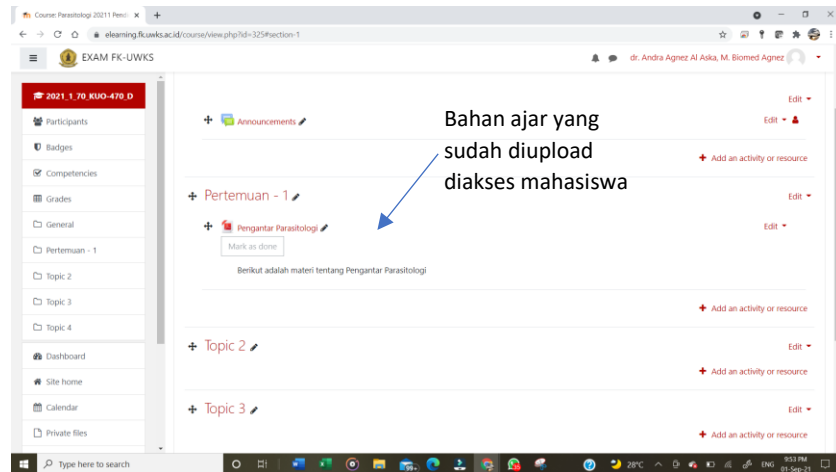 Course: Parasitologi 20211 Pendi
elearning.fk.uwks.ac.id/course/view.php?id=325#section-1
EXAM FK-UWKS
dr. Andra Agnez Al Aska, M. Biomed Agnez
2021_1_70_KUO-470_D
Participants
Badges
Competencies
Grades
General
Pertemuan - 1
Topic 2
Topic 3
Topic 4
Dashboard
Site home
Calendar
Private files
Edit
Announcements
Edit
Add an activity or resource
Bahan ajar yang
sudah diupload
diakses mahasiswa
Pertemuan - 1
Edit
Pengantar Parasitologi
Edit
Mark as done
Berikut adalah materi tentang Pengantar Parasitologi
Add an activity or resource
Topic 2
Edit
Add an activity or resource
Topic 3
Edit
Add an activity or resource
Type here to search
99+
28°C
ENG
9:53 PM
01-Sep-21